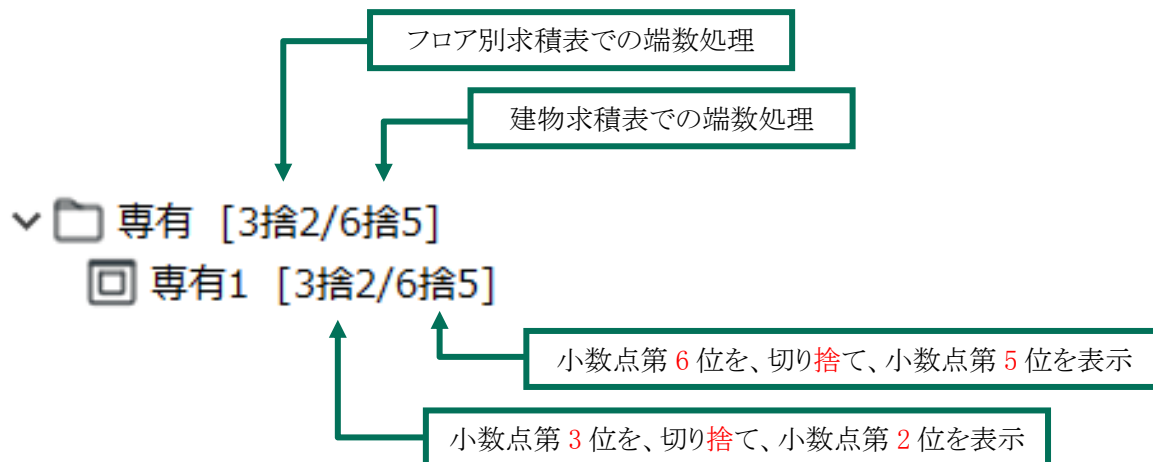 フロア別求積表での端数処理
建物求積表での端数処理
専有 [3捨2/6捨5]
専有1 [3捨2/6捨5]
小数点第 6 位を、切り捨て、小数点第 5 位を表示
小数点第 3 位を、切り捨て、小数点第 2 位を表示